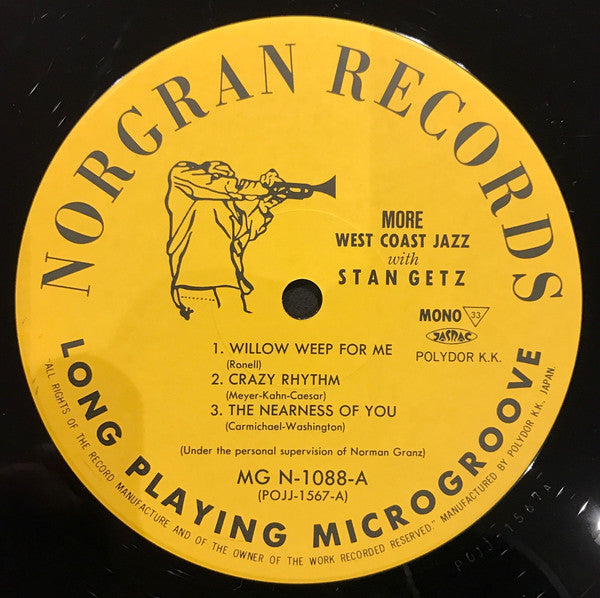 NORGRAN RECORDS
MORE
WEST COAST JAZZ
with
STAN GETZ
MONO 33
JASRAC
POLYDOR K.K.
1. WILLOW WEEP FOR ME
(Ronell)
2. CRAZY RHYTHM
(Meyer-Kahn-Caesar)
3. THE NEARNESS OF YOU
(Carmichael-Washington)
(Under the personal supervision of Norman Granz)
MG N-1088-A
(POJJ-1567-A)
LONG PLAYING MICROGROOVE
"ALL RIGHTS OF THE RECORD MANUFACTURE AND OF THE OWNER OF THE WORK RECORDED RESERVED." MANUFACTURED BY POLYDOR K.K. JAPAN.
POJJ-1567A